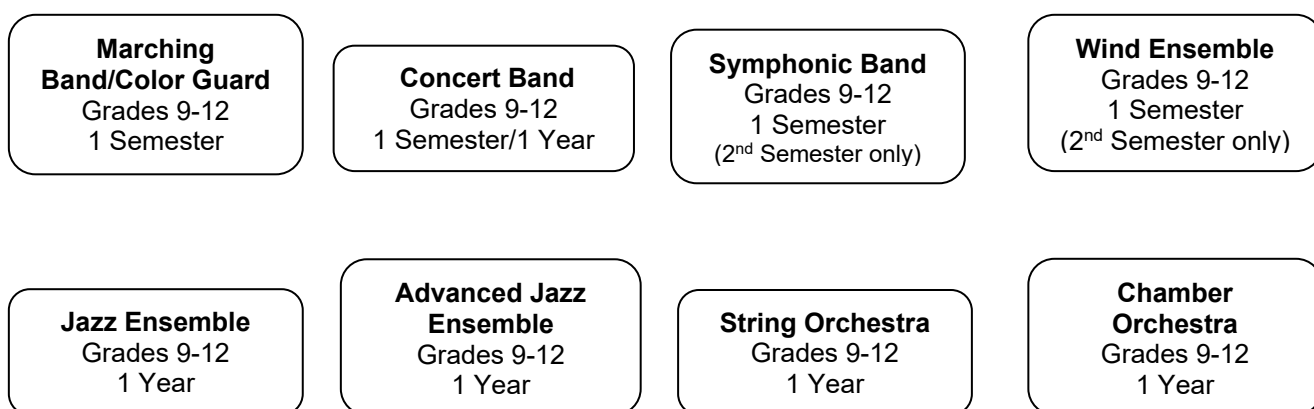 Marching
Band/Color Guard
Grades 9-12
1 Semester
Concert Band
Grades 9-12
1 Semester/1 Year
Symphonic Band
Grades 9-12
1 Semester
(2nd Semester only)
Wind Ensemble
Grades 9-12
1 Semester
(2nd Semester only)
Jazz Ensemble
Grades 9-12
1 Year
Advanced Jazz
Ensemble
Grades 9-12
1 Year
String Orchestra
Grades 9-12
1 Year
Chamber
Orchestra
Grades 9-12
1 Year